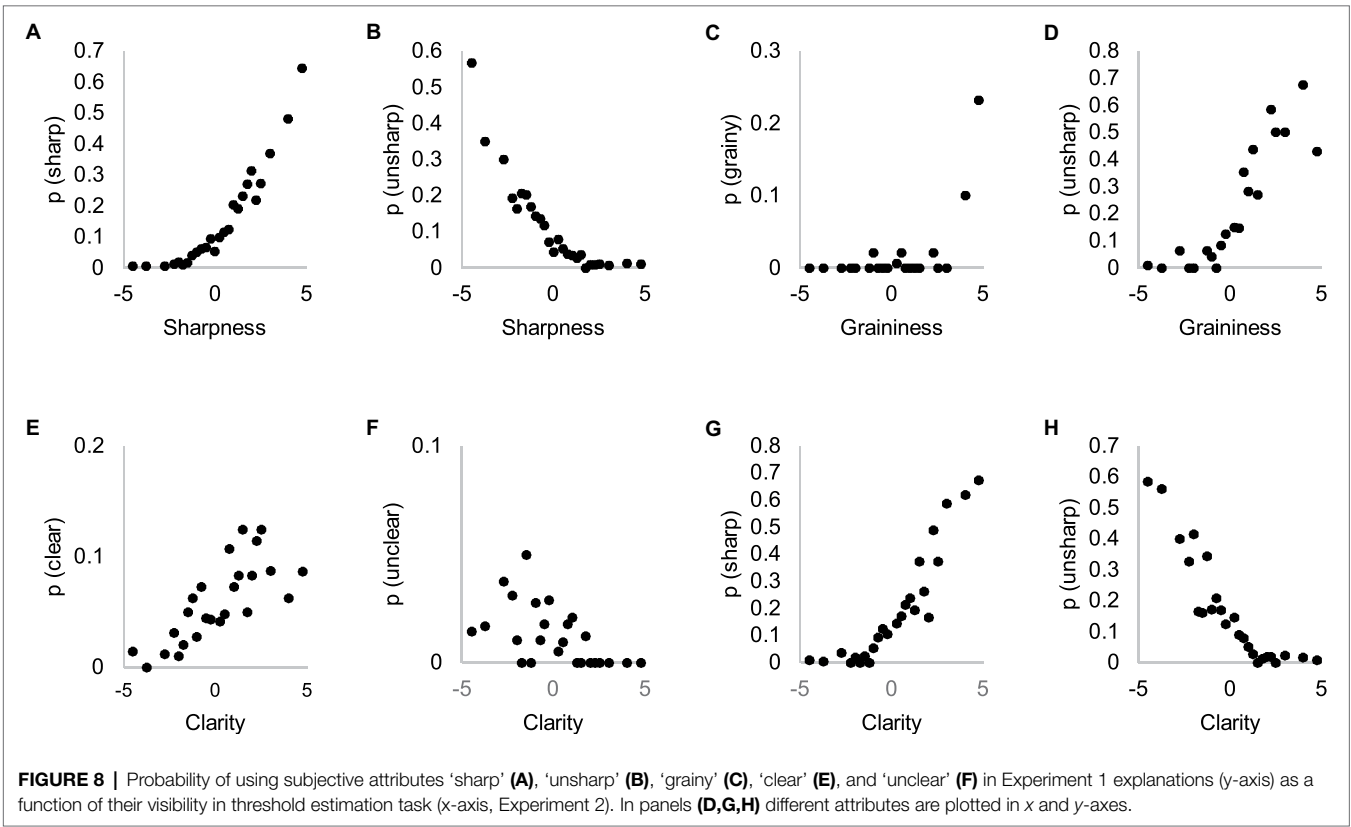 A
0.7
0.6
0.5
0.4
0.3
0.2
0.1
0
p (sharp)
-5 0 5
Sharpness
B
0.6
0.5
0.4
0.3
0.2
0.1
0
p (unsharp)
-5 0 5
Sharpness
C
0.3
0.2
0.1
0
p (grainy)
-5 0 5
Graininess
D
0.8
0.7
0.6
0.5
0.4
0.3
0.2
0.1
0
p (unsharp)
-5 0 5
Graininess
E
0.2
0.1
0
p (clear)
-5 0 5
Clarity
F
0.1
0
p (unclear)
-5 0 5
Clarity
G
0.8
0.7
0.6
0.5
0.4
0.3
0.2
0.1
0
p (sharp)
-5 0 5
Clarity
H
0.7
0.6
0.5
0.4
0.3
0.2
0.1
0
p (unsharp)
-5 0 5
Clarity
FIGURE 8 | Probability of using subjective attributes ‘sharp’ (A), ‘unsharp’ (B), ‘grainy’ (C), ‘clear’ (E), and ‘unclear’ (F) in Experiment 1 explanations (y-axis) as a
function of their visibility in threshold estimation task (x-axis, Experiment 2). In panels (D,G,H) different attributes are plotted in x and y-axes.